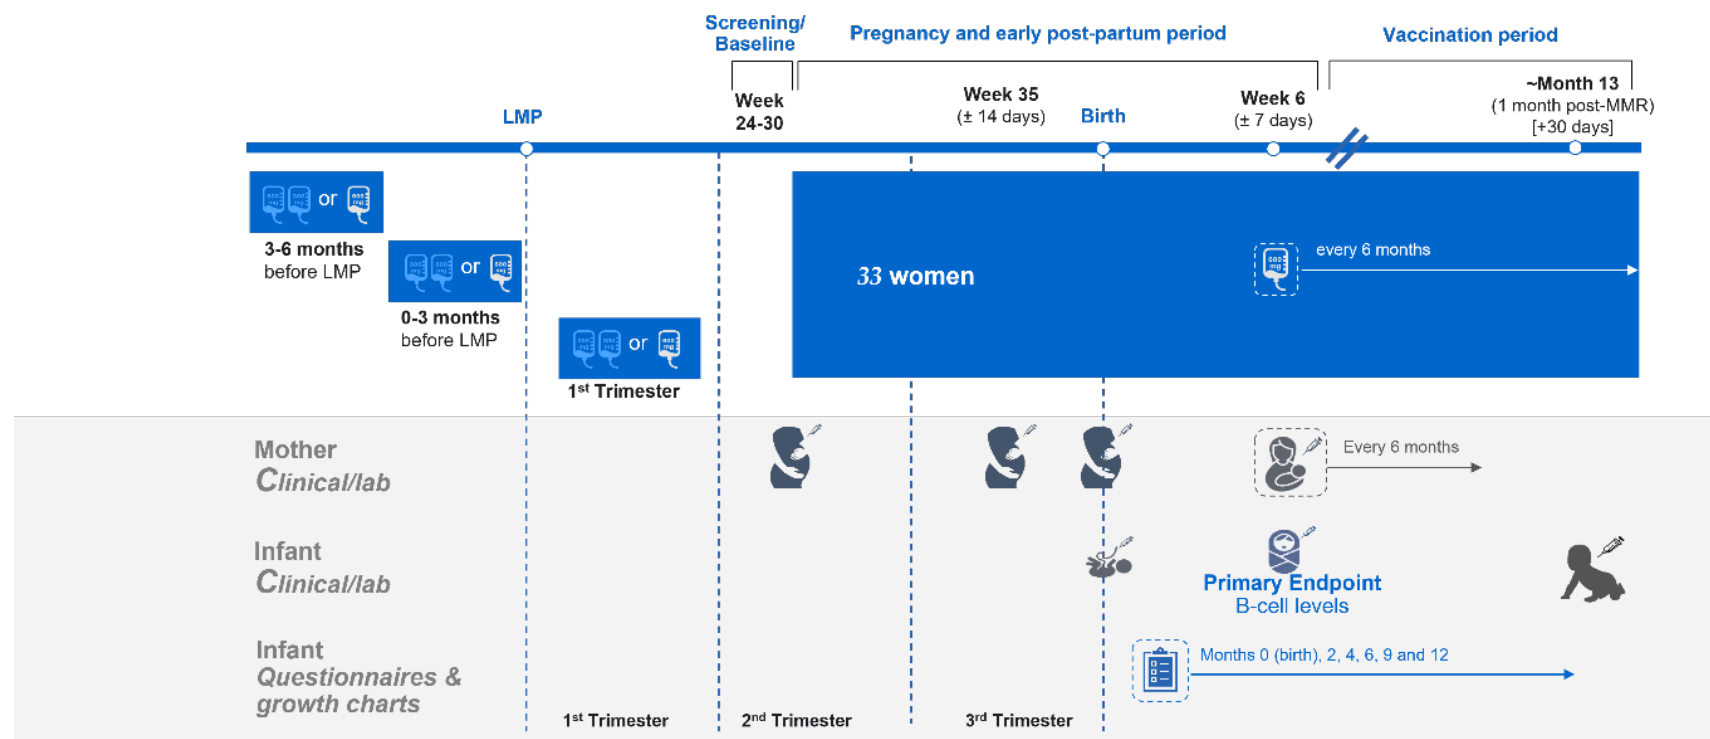 Screening/
Baseline
Pregnancy and early post-partum period
Vaccination period
Week
24-30
LMP
Week 35
(± 14 days)
Birth
Week 6
(± 7 days)
~Month 13
(1 month post-MMR)
[+30 days]
or
3-6 months
before LMP
or
0-3 months
before LMP
or
1st Trimester
33 women
every 6 months
Mother
Clinical/lab
Every 6 months
Infant
Clinical/lab
Primary Endpoint
B-cell levels
Infant
Questionnaires &
growth charts
Months 0 (birth), 2, 4, 6, 9 and 12
1st Trimester
2nd Trimester
3rd Trimester